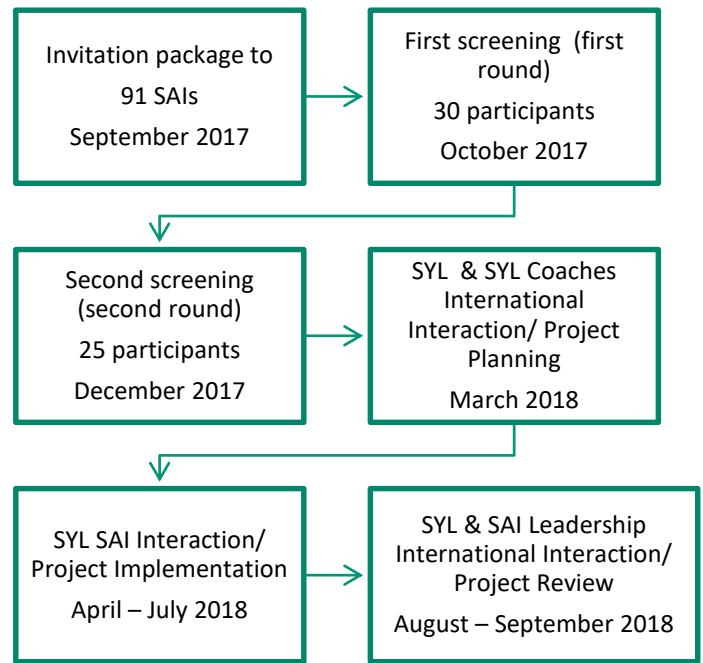 Invitation package to
91 SAIs
September 2017
First screening (first
round)
30 participants
October 2017
Second screening
(second round)
25 participants
December 2017
SYL & SYL Coaches
International
Interaction/ Project
Planning
March 2018
SYL SAI Interaction/
Project Implementation
April – July 2018
SYL & SAI Leadership
International Interaction/
Project Review
August – September 2018